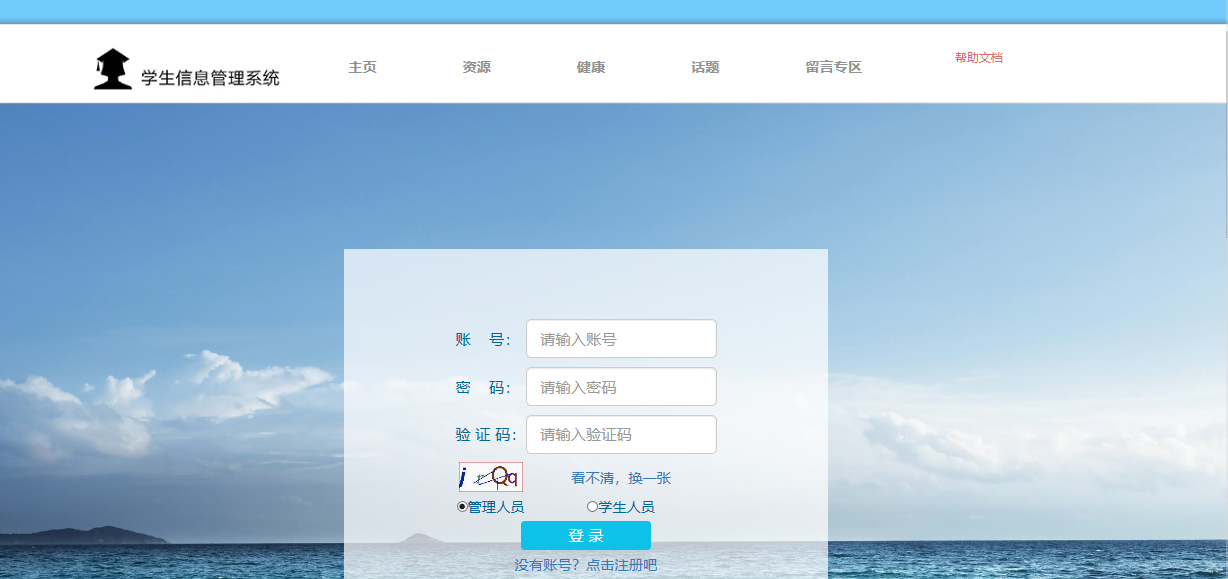 学生信息管理系统 主页 资源 健康 话题 留言专区 帮助文档
账 号： 请输入账号
密 码： 请输入密码
验 证 码： 请输入验证码
看不清，换一张
管理人员 学生人员
登 录
没有账号？点击注册吧